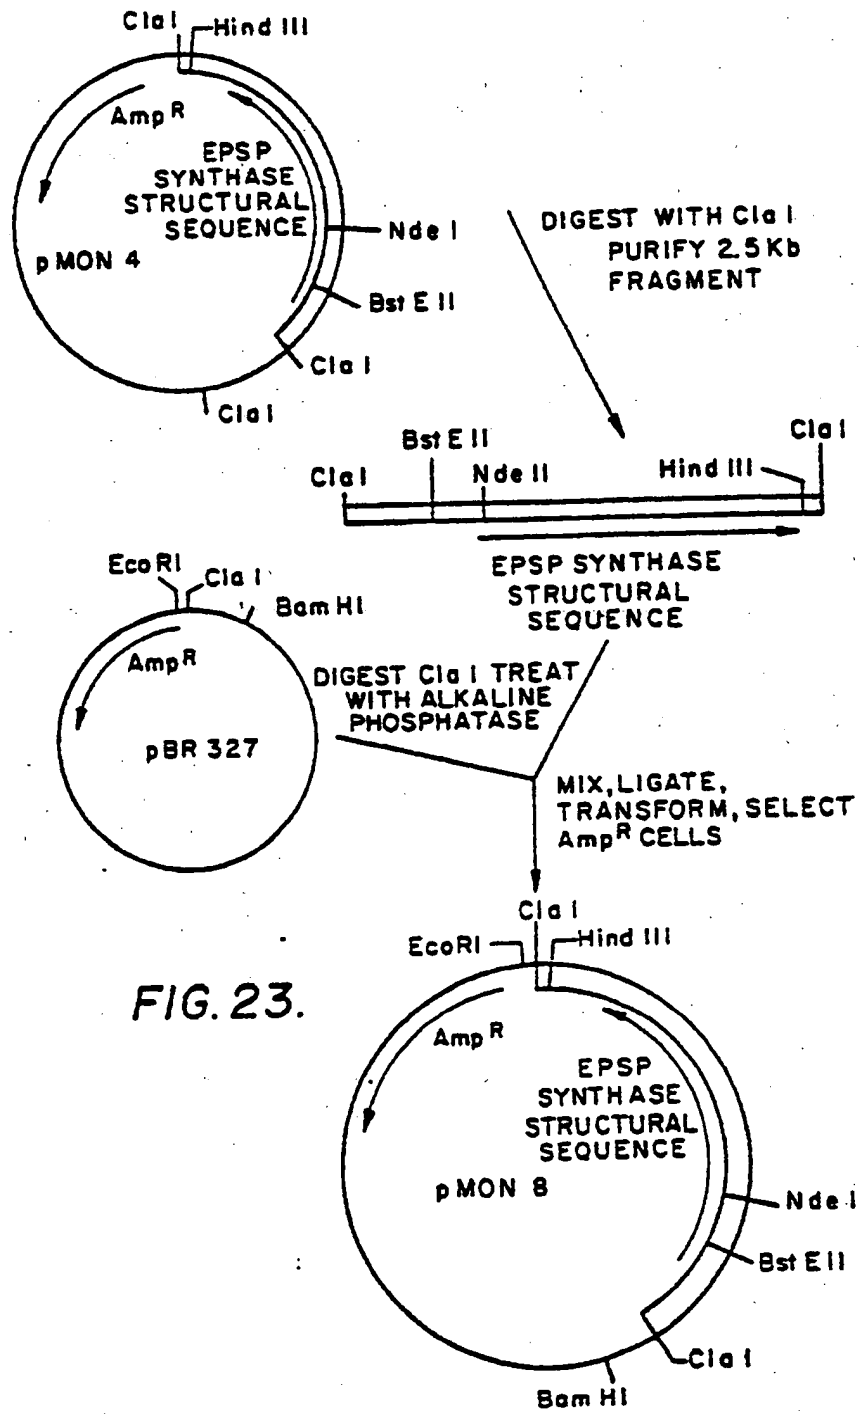 Cla I
Hind III
Amp R
EPSP
SYNTHASE
STRUCTURAL
SEQUENCE
Nde I
pMON 4
Bst E II
Cla I
Cla I
DIGEST WITH Cla I
PURIFY 2.5 Kb
FRAGMENT
Cla I
Bst E II
Nde II
Hind III
Cla I
EPSP SYNTHASE
STRUCTURAL
SEQUENCE
Eco RI
Cla I
Bam HI
Amp R
pBR 327
DIGEST Cla I TREAT
WITH ALKALINE
PHOSPHATASE
MIX, LIGATE,
TRANSFORM, SELECT
Amp R CELLS
Cla I
EcoRI
Hind III
FIG. 23.
Amp R
EPSP
SYNTHASE
STRUCTURAL
SEQUENCE
pMON 8
Nde I
Bst E II
Cla I
Bam HI